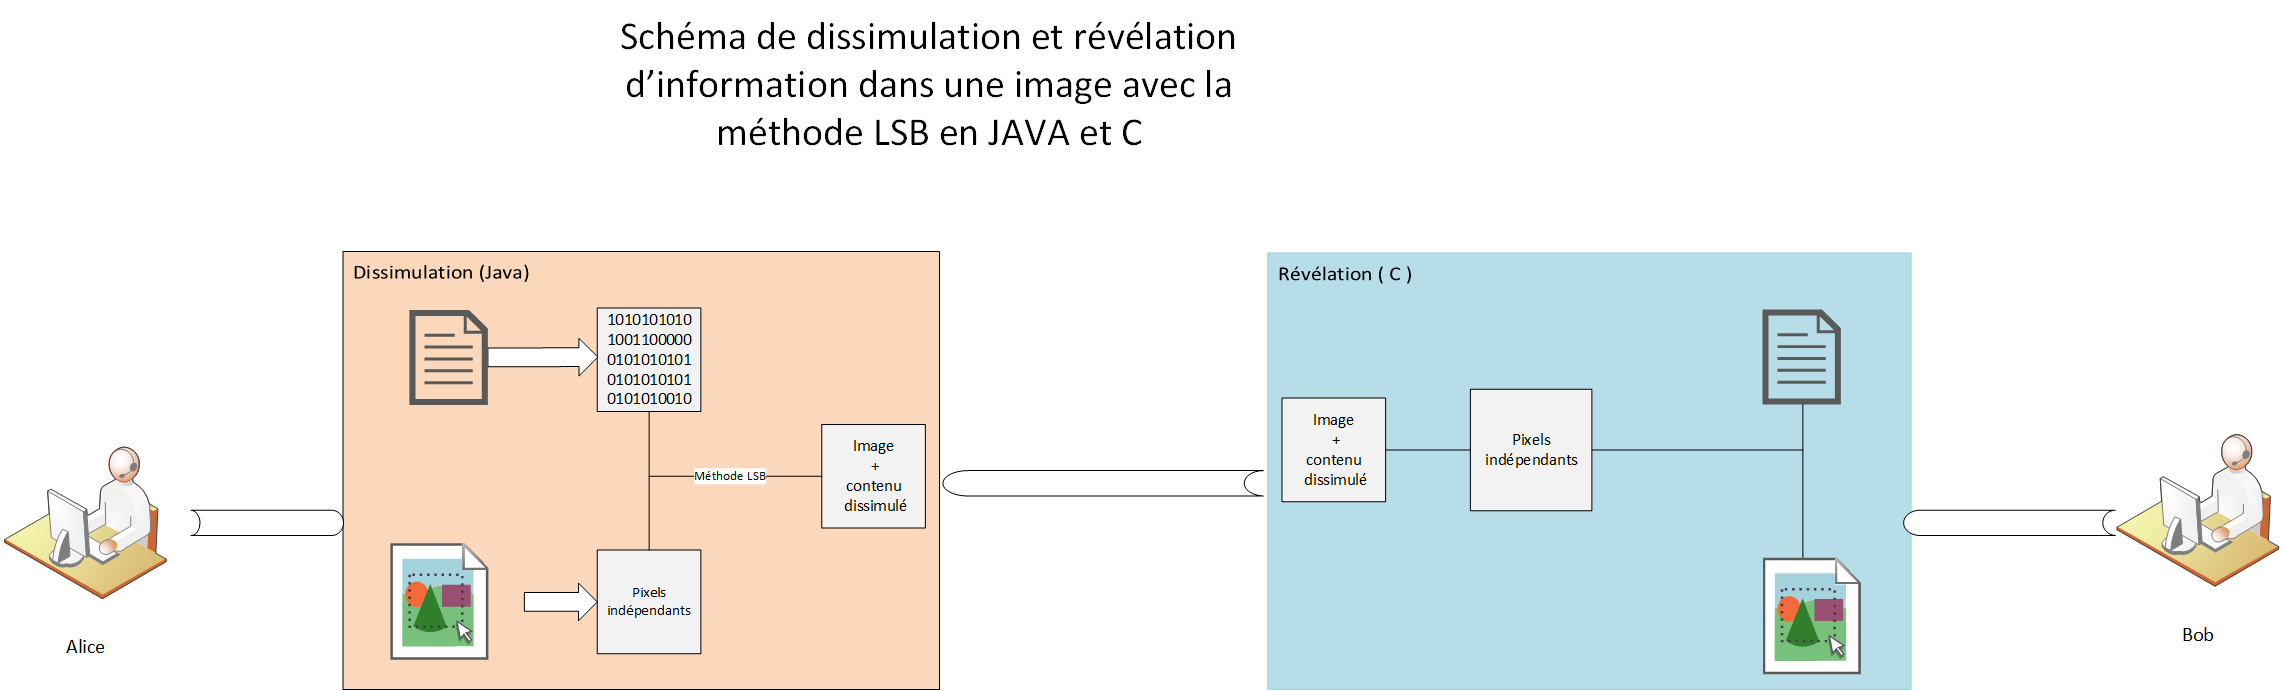 Schéma de dissimulation et révélation
d’information dans une image avec la
méthode LSB en JAVA et C
Dissimulation (Java)
1010101010
1001100000
0101010101
0101010101
0101010010
Méthode LSB
Image
+
contenu
dissimulé
Pixels
indépendants
Alice
Révélation ( C )
Image
+
contenu
dissimulé
Pixels
indépendants
Bob